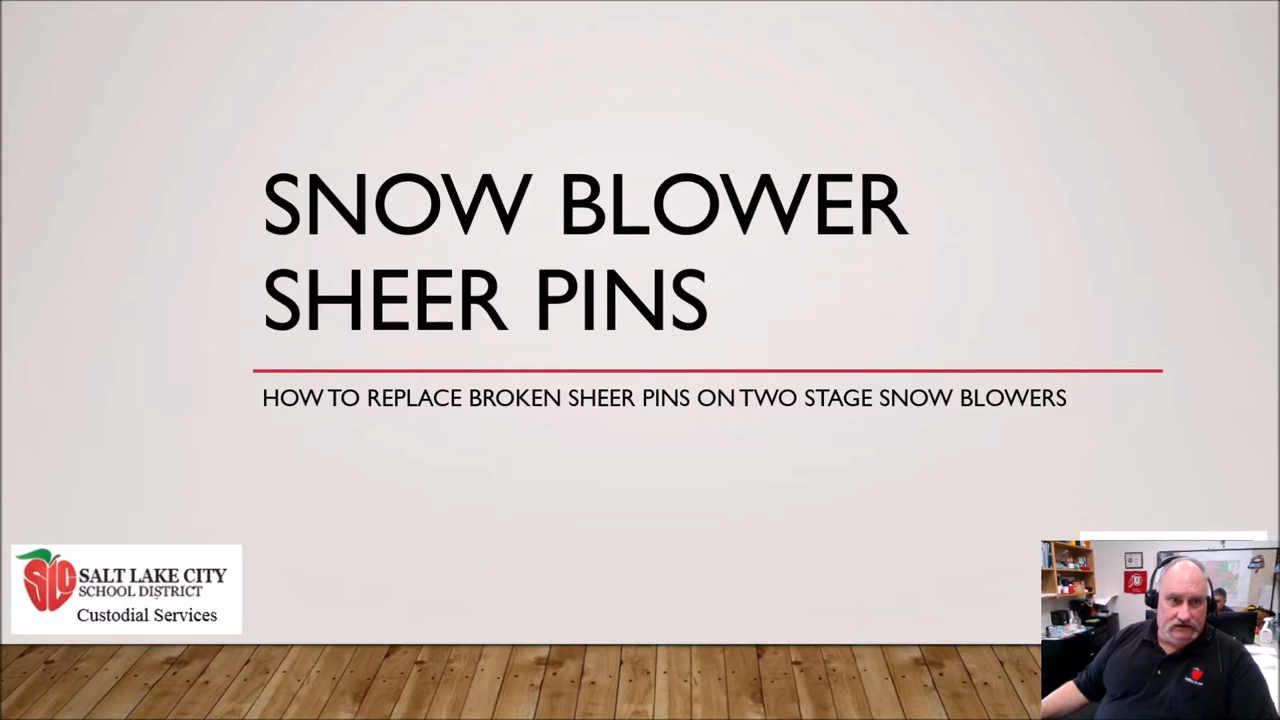 SNOW BLOWER
SHEER PINS
HOW TO REPLACE BROKEN SHEER PINS ON TWO STAGE SNOW BLOWERS
SLC SALT LAKE CITY
SCHOOL DISTRICT
Custodial Services